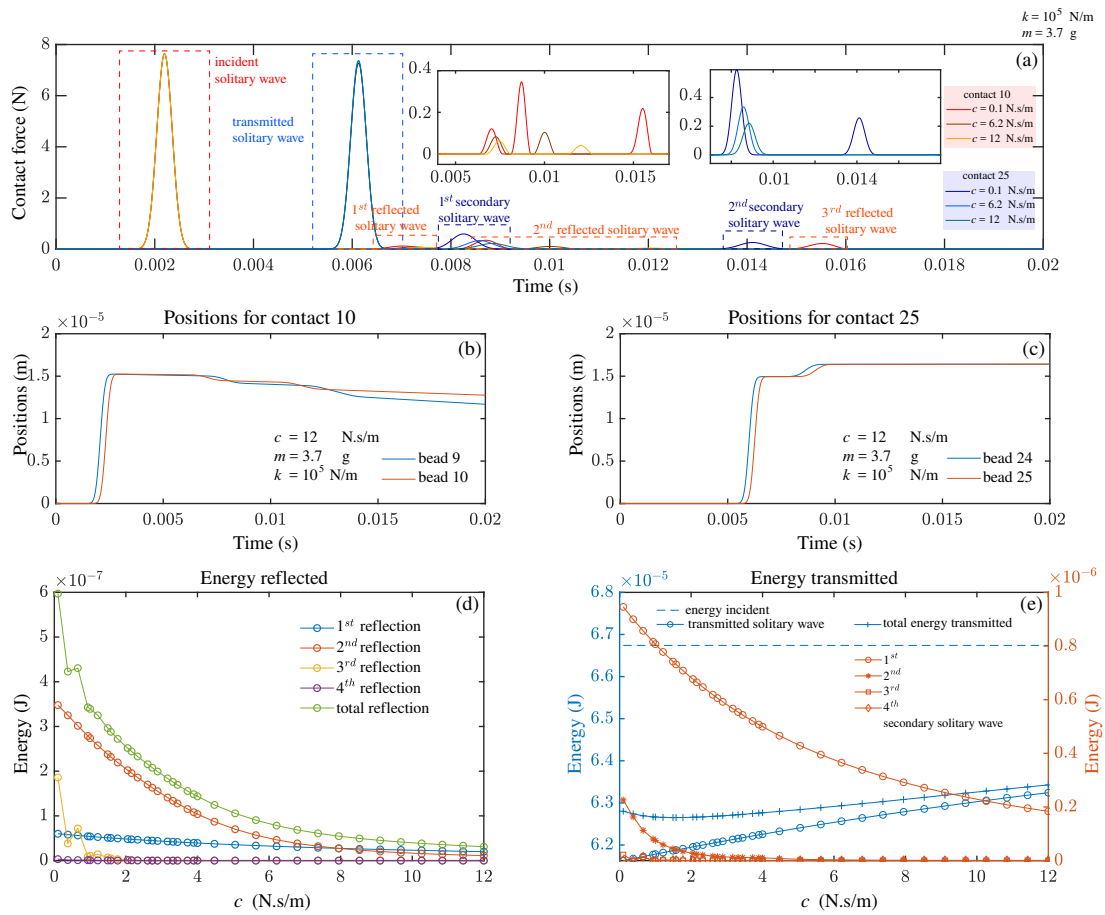 k = 10^5 N/m
m = 3.7 g
(a)
Contact force (N)
8
6
4
2
0
incident
solitary wave
transmitted
solitary wave
0.4
0.2
0
0.005
0.01
0.015
0.4
0.2
0
0.01
0.014
contact 10
c = 0.1 N.s/m
c = 6.2 N.s/m
c = 12 N.s/m
contact 25
c = 0.1 N.s/m
c = 6.2 N.s/m
c = 12 N.s/m
1st reflected
solitary wave
1st secondary
solitary wave
2nd reflected solitary wave
2nd secondary
solitary wave
3rd reflected
solitary wave
0 0.002 0.004 0.006 0.008 0.01 0.012 0.014 0.016 0.018 0.02
Time (s)
×10^-5
Positions for contact 10
(b)
Positions (m)
2
1.5
1
0.5
0
c = 12 N.s/m
m = 3.7 g
k = 10^5 N/m
bead 9
bead 10
0 0.005 0.01 0.015 0.02
Time (s)
×10^-5
Positions for contact 25
(c)
Positions (m)
2
1.5
1
0.5
0
c = 12 N.s/m
m = 3.7 g
k = 10^5 N/m
bead 24
bead 25
0 0.005 0.01 0.015 0.02
Time (s)
×10^-7
Energy reflected
(d)
Energy (J)
6
5
4
3
2
1
0
1st reflection
2nd reflection
3rd reflection
4th reflection
total reflection
0 2 4 6 8 10 12
c (N.s/m)
×10^-5
Energy transmitted
×10^-6
(e)
Energy (J)
6.8
6.7
6.6
6.5
6.4
6.3
6.2
energy incident
transmitted solitary wave
total energy transmitted
1st
2nd
3rd
4th
secondary solitary wave
1
0.8
0.6
0.4
0.2
0
Energy (J)
0 2 4 6 8 10 12
c (N.s/m)